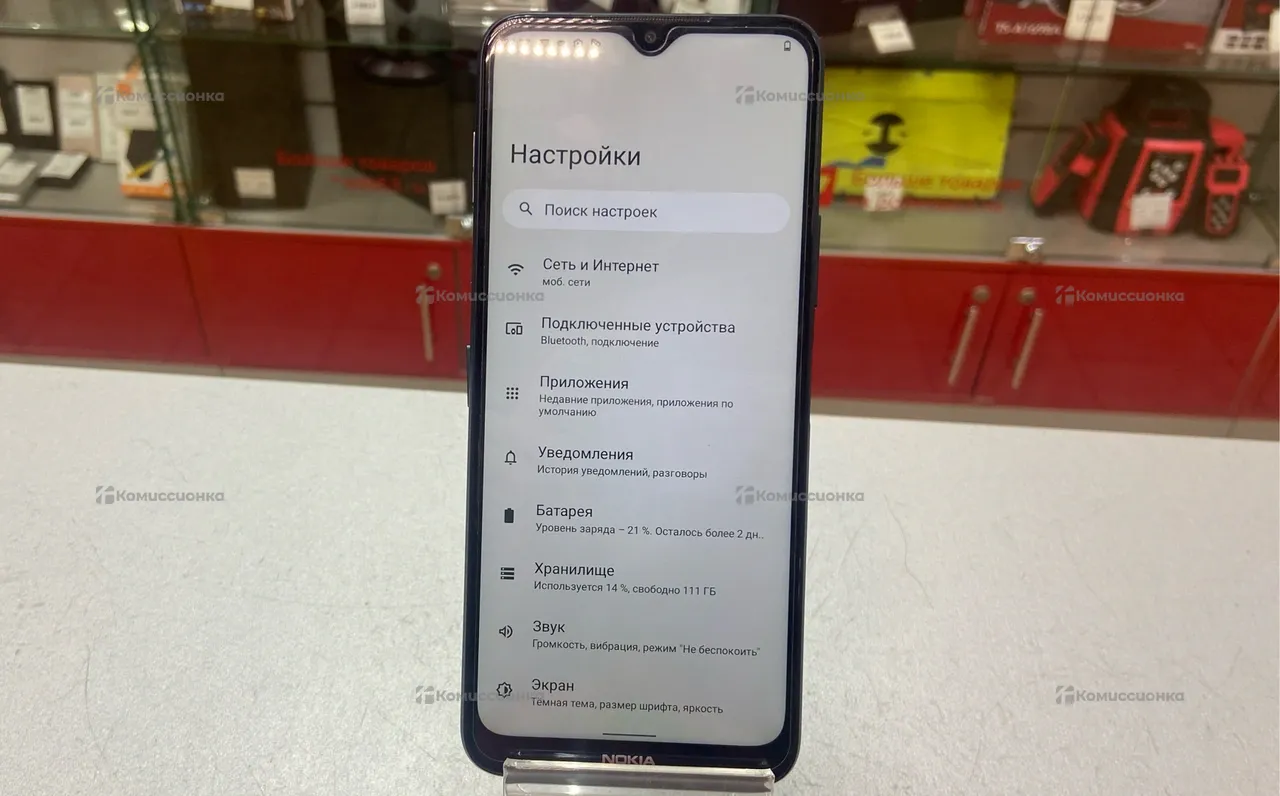 Настройки
Поиск настроек
Сеть и Интернет
моб. сети
Подключенные устройства
Bluetooth, подключение
Приложения
Недавние приложения, приложения по
умолчанию
Уведомления
История уведомлений, разговоры
Батарея
Уровень заряда – 21 %. Осталось более 2 дн..
Хранилище
Используется 14 %, свободно 111 ГБ
Звук
Громкость, вибрация, режим "Не беспокоить"
Экран
Тёмная тема, размер шрифта, яркость
NOKIA
Комиссионка
Комиссионка
Комиссионка
Комиссионка
Комиссионка
Комиссионка
Комиссионка
Комиссионка